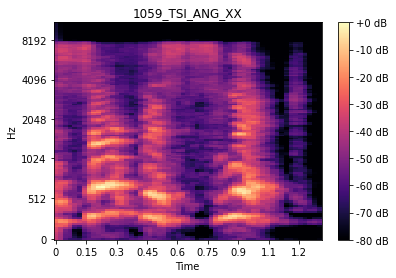 1059_TSI_ANG_XX
+0 dB
8192
-10 dB
4096
-20 dB
-30 dB
2048
Hz
-40 dB
1024
-50 dB
512
-60 dB
-70 dB
0
-80 dB
0 0.15 0.3 0.45 0.6 0.75 0.9 1.05 1.2
Time